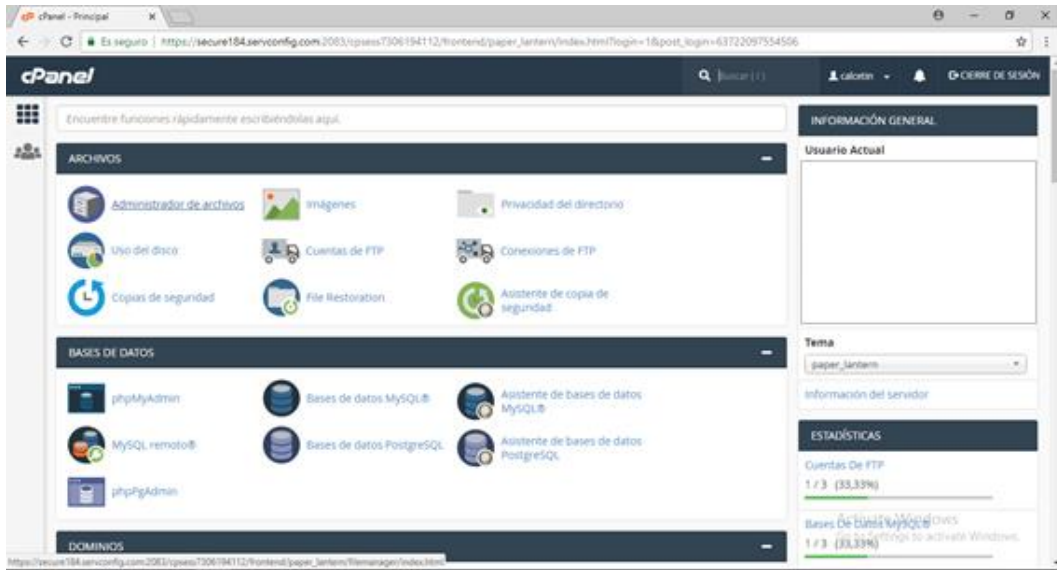 cPanel - Principal
Es seguro | https://secure184.servconfig.com:2083/cpsess7306194112/frontend/paper_lantern/index.html?login=1&post_login=63722097554506
cPanel
Buscar ( / )
calortin
CIERRE DE SESIÓN
Encuentre funciones rápidamente escribiéndolas aquí.
ARCHIVOS
Administrador de archivos
Imágenes
Privacidad del directorio
Uso del disco
Cuentas de FTP
Conexiones de FTP
Copias de seguridad
File Restoration
Asistente de copia de
seguridad
BASES DE DATOS
phpMyAdmin
Bases de datos MySQL®
Asistente de bases de datos
MySQL®
MySQL remoto®
Bases de datos PostgreSQL
Asistente de bases de datos
PostgreSQL
phpPgAdmin
DOMINIOS
INFORMACIÓN GENERAL
Usuario Actual
Tema
paper_lantern
Información del servidor
ESTADÍSTICAS
Cuentas De FTP
1 / 3 (33,33%)
Bases De Datos MySQL®
1 / 3 (33,33%)
Activate Windows
Go to Settings to activate Windows.
https://secure184.servconfig.com:2083/cpsess7306194112/frontend/paper_lantern/filemanager/index.html